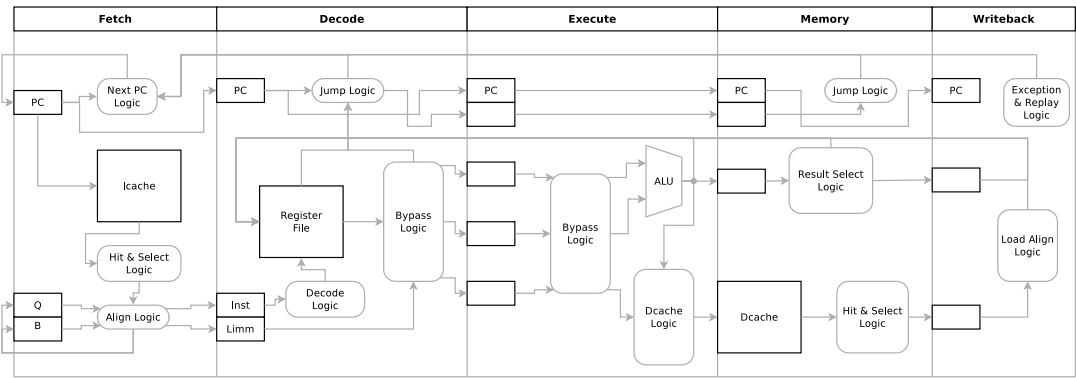 Fetch
Decode
Execute
Memory
Writeback
PC
Next PC
Logic
PC
Jump Logic
PC
PC
Jump Logic
PC
Exception
& Replay
Logic
Icache
Register
File
Bypass
Logic
Bypass
Logic
ALU
Result Select
Logic
Load Align
Logic
Hit & Select
Logic
Q
B
Align Logic
Inst
Limm
Decode
Logic
Dcache
Logic
Dcache
Hit & Select
Logic